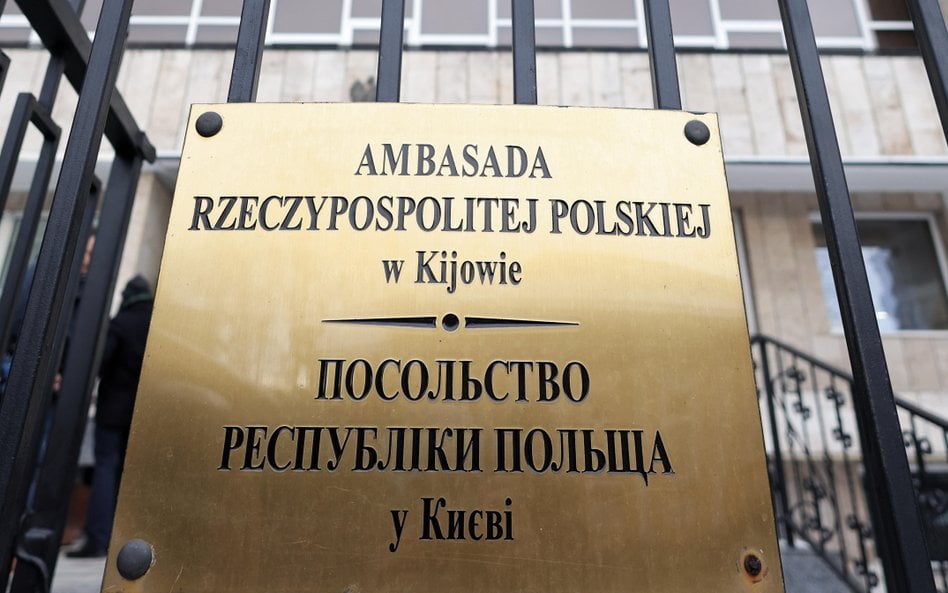 AMBASADA
RZECZYPOSPOLITEJ POLSKIEJ
w Kijowie
ПОСОЛЬСТВО
РЕСПУБЛІКИ ПОЛЬЩА
у Києві